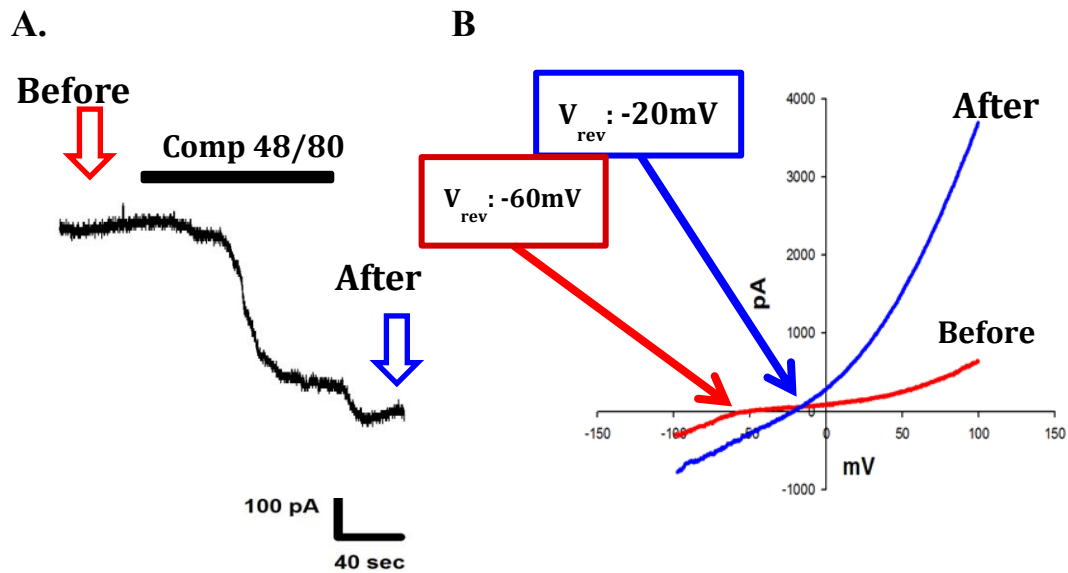 A.
B
Before
Comp 48/80
After
100 pA
40 sec
V rev: -20mV
V rev: -60mV
After
Before
pA
mV
4000
3000
2000
1000
0
-1000
-150
-100
-50
0
50
100
150